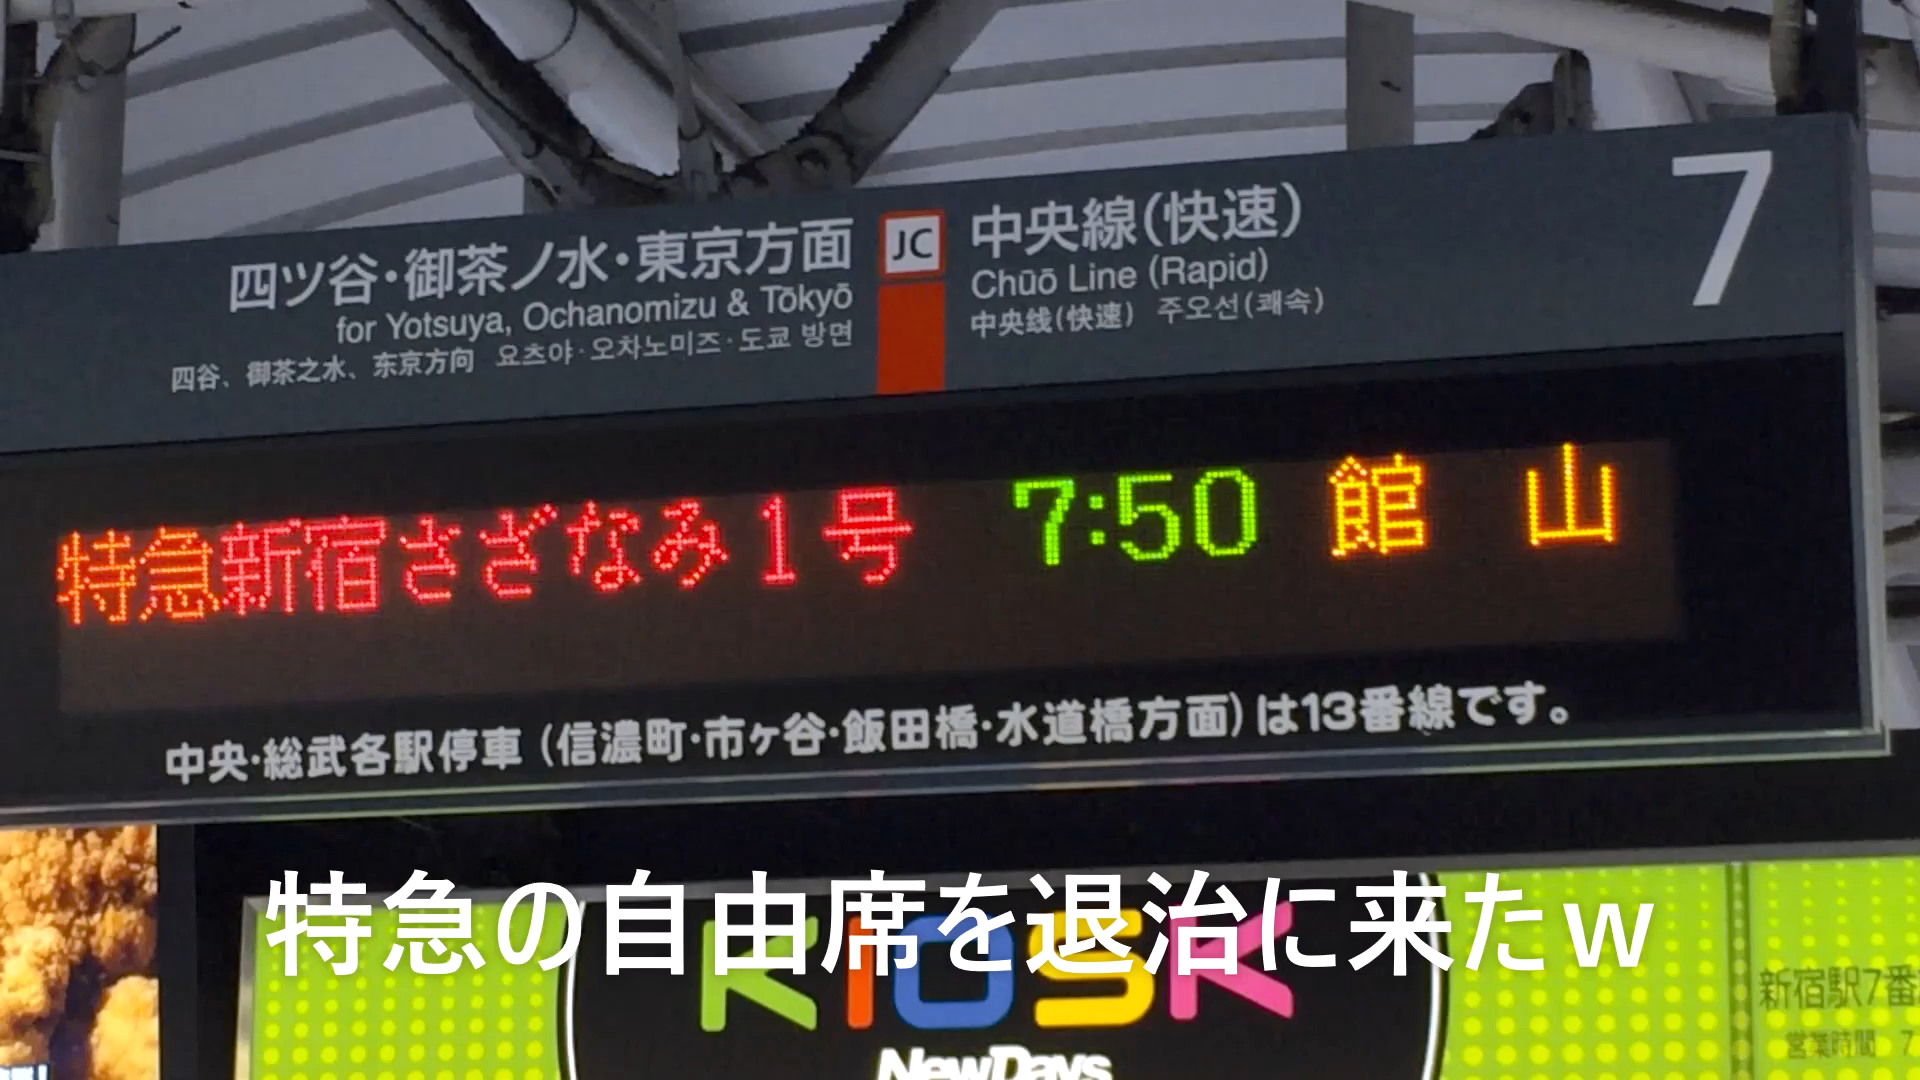 四ツ谷・御茶ノ水・東京方面
for Yotsuya, Ochanomizu & Tōkyō
四谷、御茶之水、东京方向 요츠야·오차노미즈·도쿄 방면
JC
中央線(快速)
Chūō Line (Rapid)
中央线(快速) 주오선(쾌속)
7
特急新宿さざなみ1号 7:50 館山
中央・総武各駅停車 (信濃町・市ヶ谷・飯田橋・水道橋方面)は13番線です。
特急の自由席を退治に来たw
KIOSK
NewDays
新宿駅7番
営業時間 7